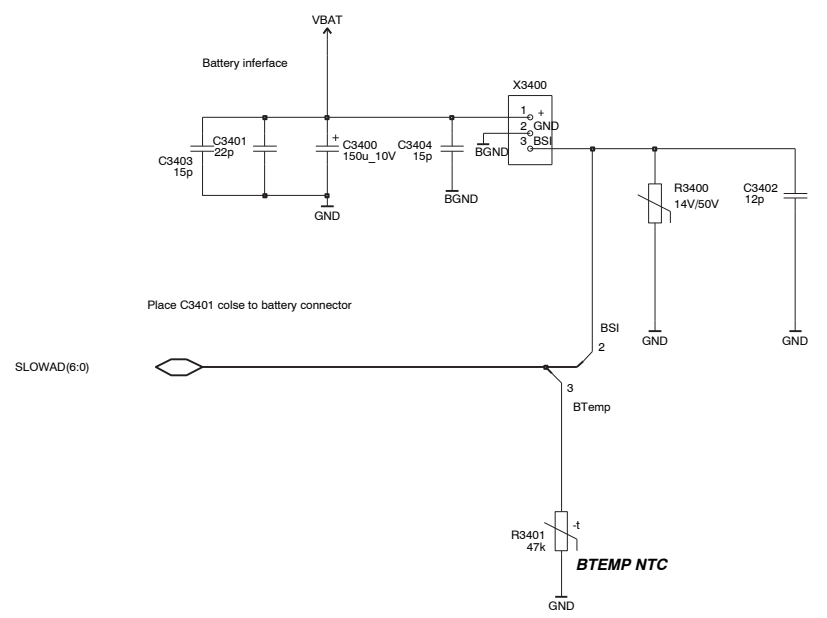 VBAT
Battery inferface
X3400
1
+
2
GND
3
BSI
C3403
15p
C3401
22p
+
C3400
150u_10V
C3404
15p
BGND
BGND
GND
R3400
14V/50V
C3402
12p
GND
GND
Place C3401 colse to battery connector
BSI
2
SLOWAD(6:0)
3
BTemp
R3401
47k
-t
BTEMP NTC
GND